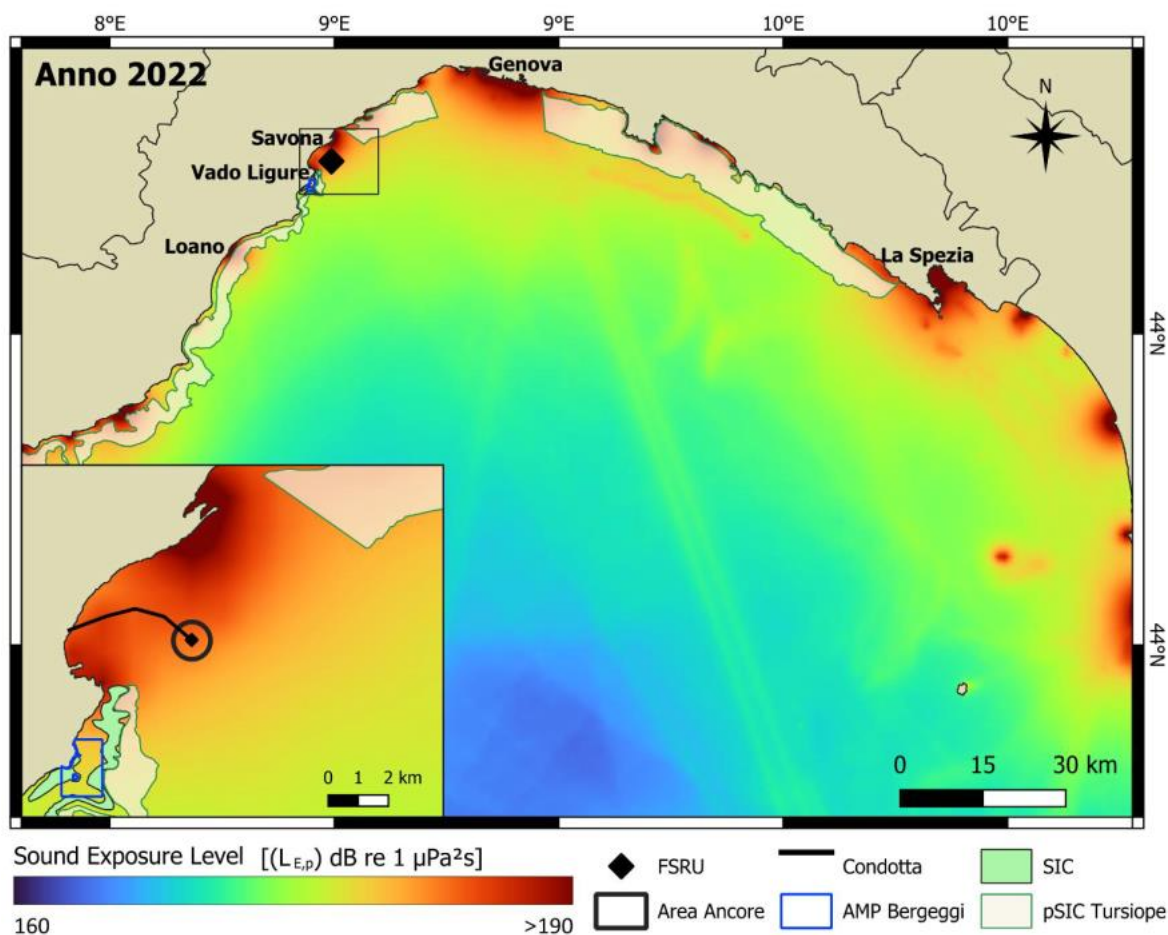 8°E 9°E 9°E 10°E 10°E
Anno 2022
Genova
N
Savona
Vado Ligure
Loano
La Spezia
44°N
44°N
0 1 2 km
0 15 30 km
Sound Exposure Level [(L E,p) dB re 1 µPa²s]
160 >190
FSRU
Condotta
SIC
Area Ancore
AMP Bergeggi
pSIC Tursiope